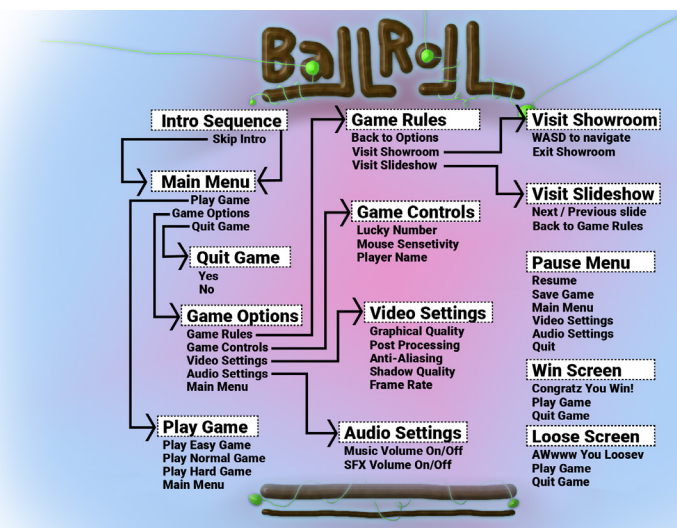 BallRoll
Intro Sequence
Skip Intro
Main Menu
Play Game
Game Options
Quit Game
Quit Game
Yes
No
Game Options
Game Rules
Game Controls
Video Settings
Audio Settings
Main Menu
Play Game
Play Easy Game
Play Normal Game
Play Hard Game
Main Menu
Game Rules
Back to Options
Visit Showroom
Visit Slideshow
Game Controls
Lucky Number
Mouse Sensetivity
Player Name
Video Settings
Graphical Quality
Post Processing
Anti-Aliasing
Shadow Quality
Frame Rate
Audio Settings
Music Volume On/Off
SFX Volume On/Off
Visit Showroom
WASD to navigate
Exit Showroom
Visit Slideshow
Next / Previous slide
Back to Game Rules
Pause Menu
Resume
Save Game
Main Menu
Video Settings
Audio Settings
Quit
Win Screen
Congratz You Win!
Play Game
Quit Game
Loose Screen
AWwww You Loosev
Play Game
Quit Game